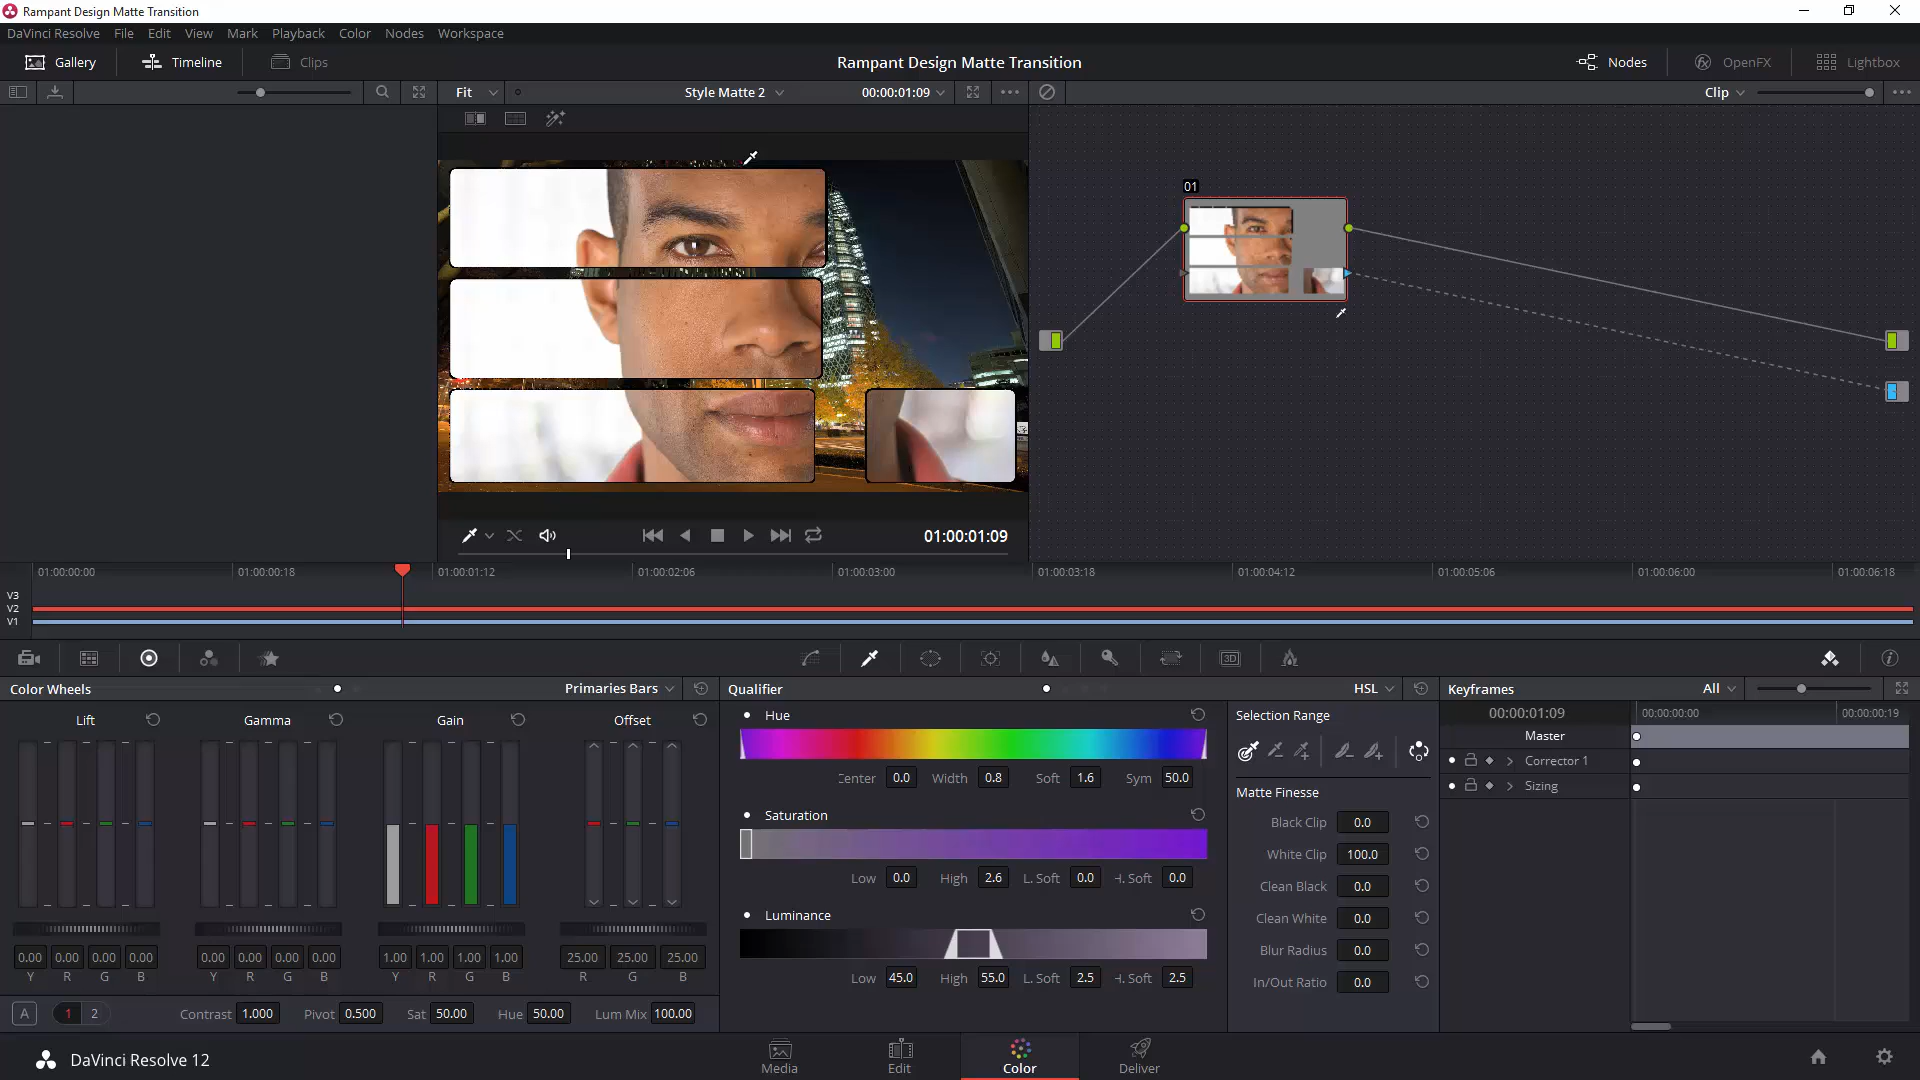 Rampant Design Matte Transition
DaVinci Resolve File Edit View Mark Playback Color Nodes Workspace
Gallery Timeline Clips Rampant Design Matte Transition Nodes OpenFX Lightbox
Fit Style Matte 2 00:00:01:09 Clip
01
01:00:01:09
01:00:00:00 01:00:00:18 01:00:01:12 01:00:02:06 01:00:03:00 01:00:03:18 01:00:04:12 01:00:05:06 01:00:06:00 01:00:06:18
V3
V2
V1
3D
Color Wheels Primaries Bars Qualifier HSL Keyframes All
Lift Gamma Gain Offset
Hue
Center 0.0 Width 0.8 Soft 1.6 Sym 50.0
Saturation
Low 0.0 High 2.6 L. Soft 0.0 H. Soft 0.0
Luminance
Low 45.0 High 55.0 L. Soft 2.5 H. Soft 2.5
Selection Range
Matte Finesse
Black Clip 0.0
White Clip 100.0
Clean Black 0.0
Clean White 0.0
Blur Radius 0.0
In/Out Ratio 0.0
00:00:01:09 00:00:00:00 00:00:00:19
Master
Corrector 1
Sizing
0.00 0.00 0.00 0.00 0.00 0.00 0.00 0.00 1.00 1.00 1.00 1.00 25.00 25.00 25.00
Y R G B Y R G B Y R G B R G B
A 1 2 Contrast 1.000 Pivot 0.500 Sat 50.00 Hue 50.00 Lum Mix 100.00
DaVinci Resolve 12 Media Edit Color Deliver